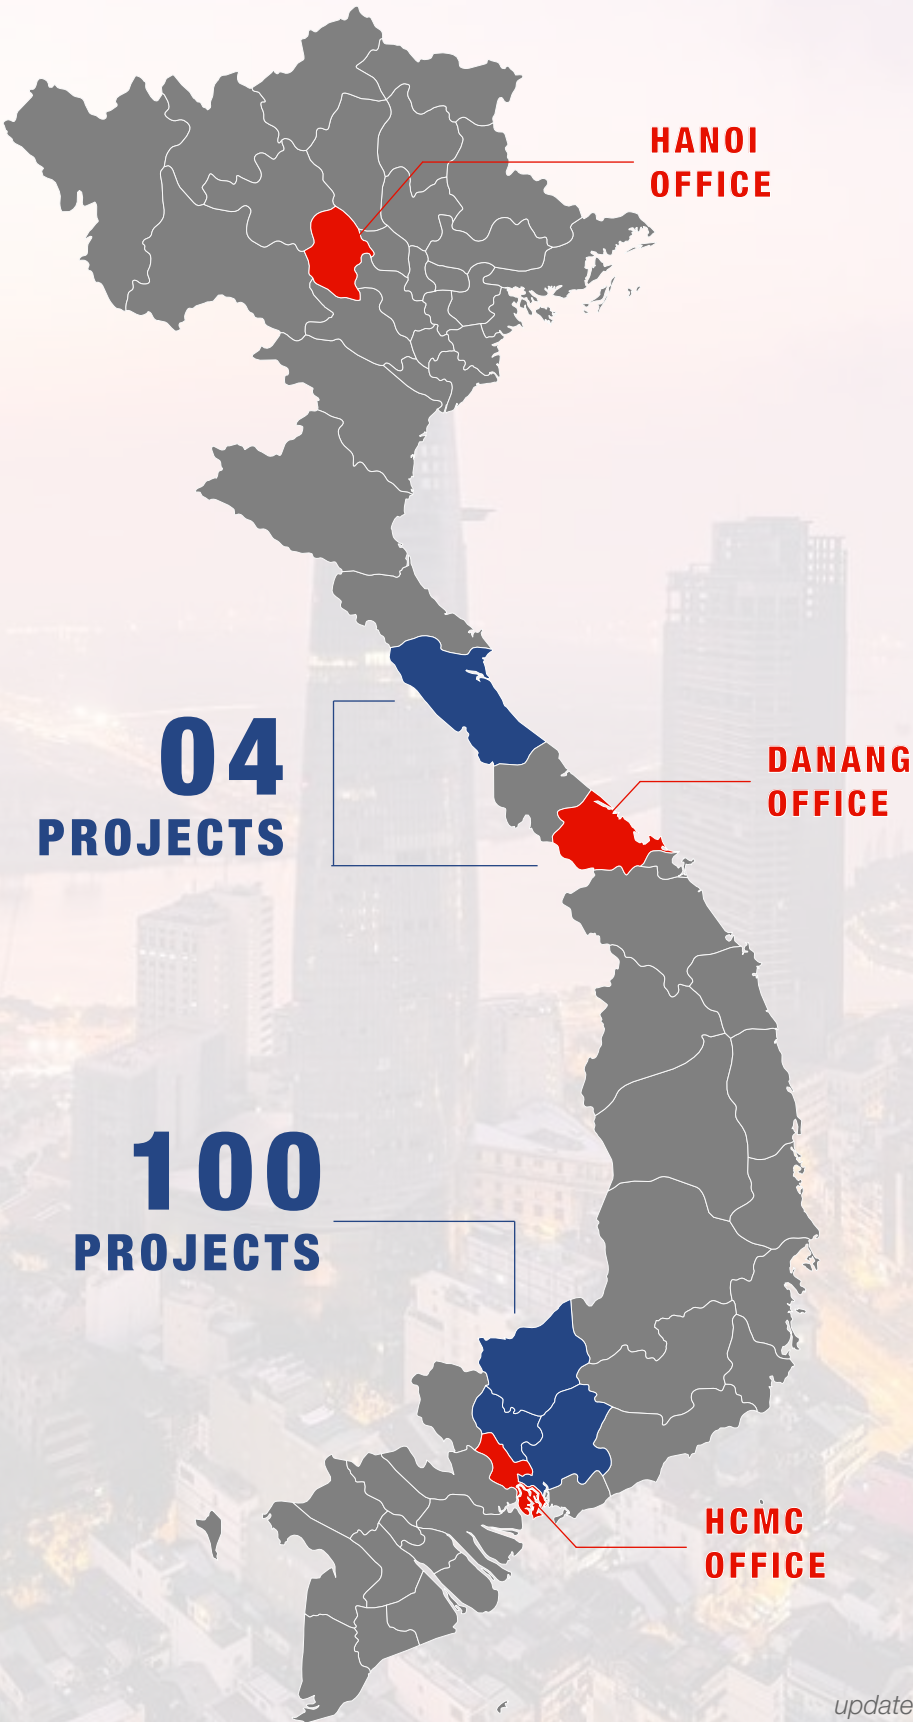 HANOI
OFFICE
04
PROJECTS
DANANG
OFFICE
100
PROJECTS
HCMC
OFFICE
update